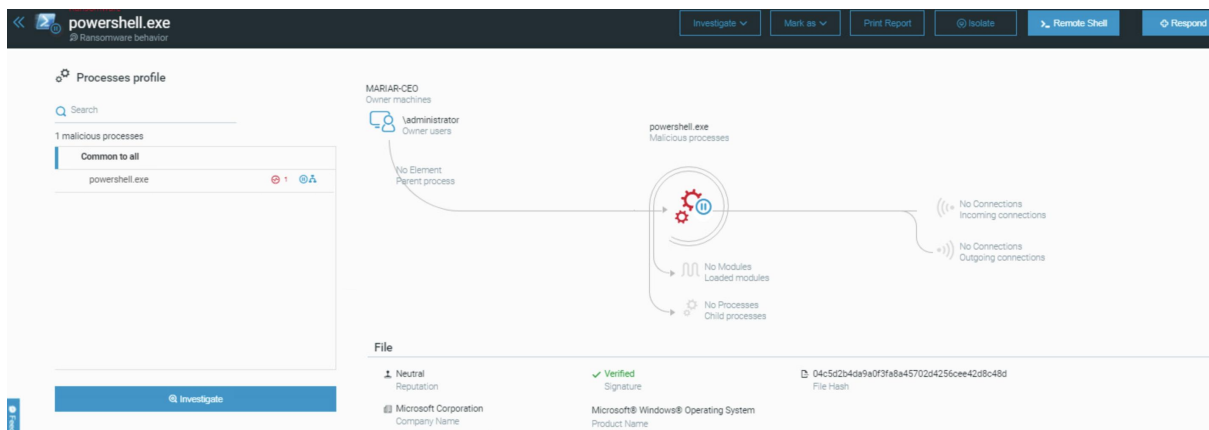 powershell.exe
Ransomware behavior
Investigate
Mark as
Print Report
Isolate
Remote Shell
Respond
Processes profile
Search
1 malicious processes
Common to all
powershell.exe
1
Investigate
MARIAR-CEO
Owner machines
\administrator
Owner users
No Element
Parent process
powershell.exe
Malicious processes
No Connections
Incoming connections
No Connections
Outgoing connections
No Modules
Loaded modules
No Processes
Child processes
File
Neutral
Reputation
Verified
Signature
04c5d2b4da9a0f3fa8a45702d4256cee42d8c48d
File Hash
Microsoft Corporation
Company Name
Microsoft® Windows® Operating System
Product Name